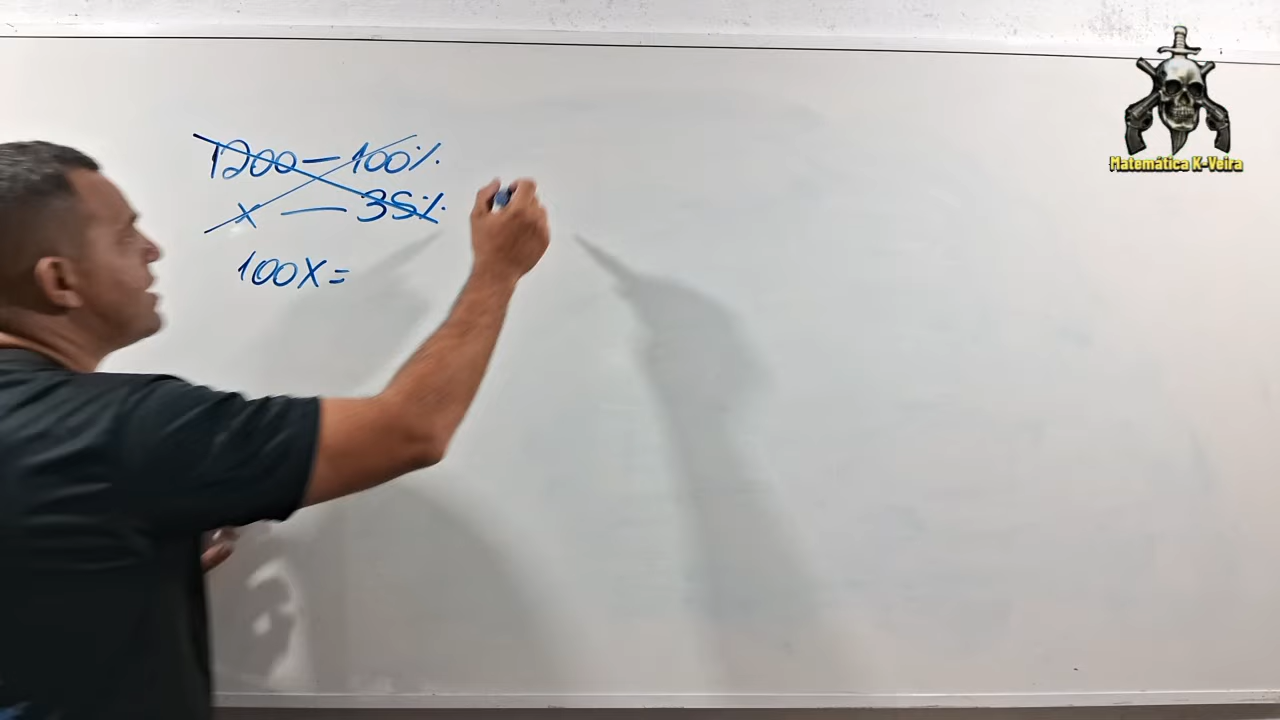 1200 — 100%
x — 35%
100X=
Matemática K-Veira